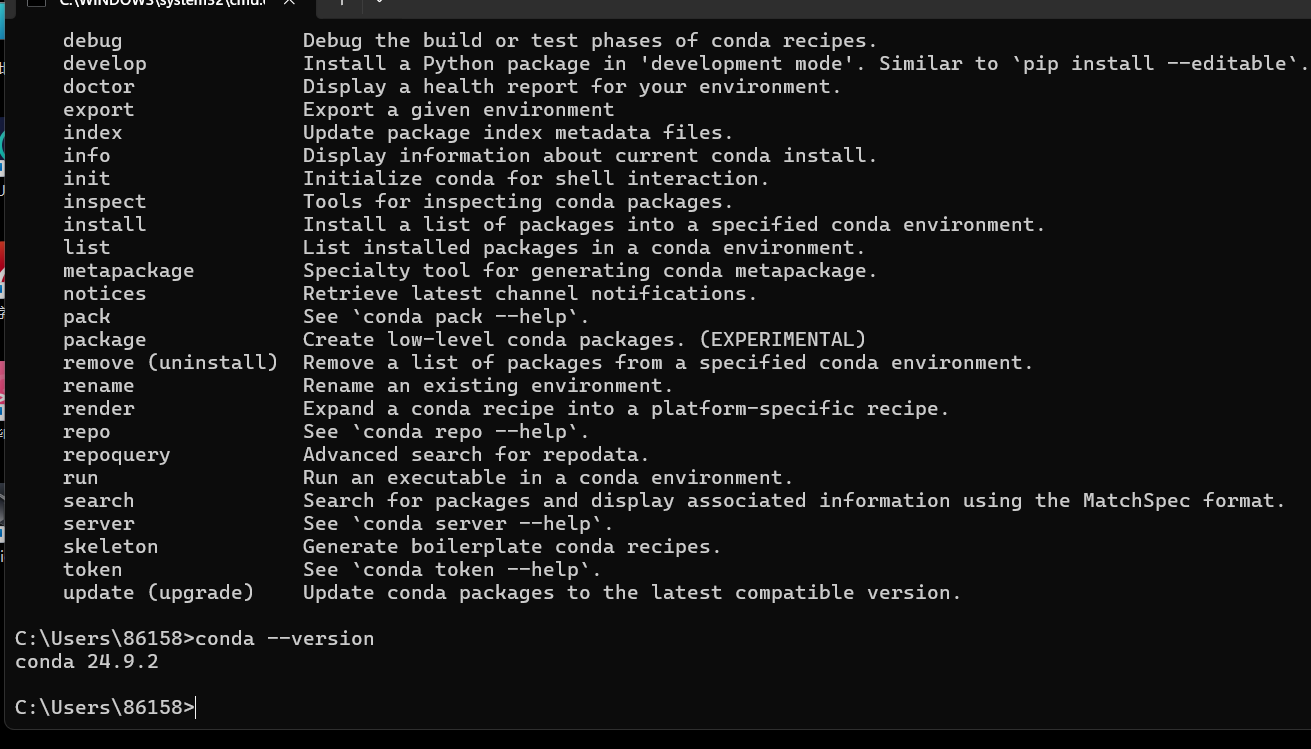 C:\WINDOWS\system32\cmd.
debug Debug the build or test phases of conda recipes.
develop Install a Python package in 'development mode'. Similar to `pip install --editable`.
doctor Display a health report for your environment.
export Export a given environment
index Update package index metadata files.
info Display information about current conda install.
init Initialize conda for shell interaction.
inspect Tools for inspecting conda packages.
install Install a list of packages into a specified conda environment.
list List installed packages in a conda environment.
metapackage Specialty tool for generating conda metapackage.
notices Retrieve latest channel notifications.
pack See `conda pack --help`.
package Create low-level conda packages. (EXPERIMENTAL)
remove (uninstall) Remove a list of packages from a specified conda environment.
rename Rename an existing environment.
render Expand a conda recipe into a platform-specific recipe.
repo See `conda repo --help`.
repoquery Advanced search for repodata.
run Run an executable in a conda environment.
search Search for packages and display associated information using the MatchSpec format.
server See `conda server --help`.
skeleton Generate boilerplate conda recipes.
token See `conda token --help`.
update (upgrade) Update conda packages to the latest compatible version.
C:\Users\86158>conda --version
conda 24.9.2
C:\Users\86158>